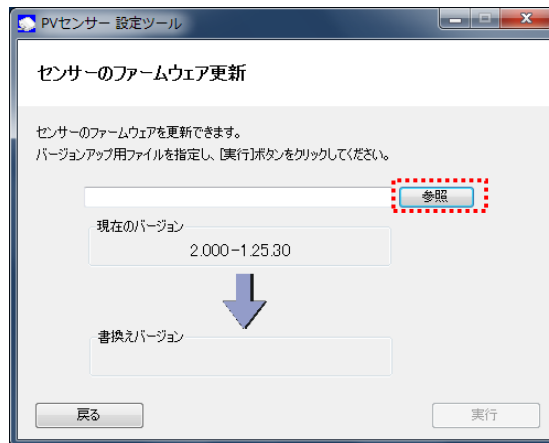 PVセンサー 設定ツール
センサーのファームウェア更新
センサーのファームウェアを更新できます。
バージョンアップ用ファイルを指定し、[実行]ボタンをクリックしてください。
参照
現在のバージョン
2.000-1.25.30
書換えバージョン
戻る
実行